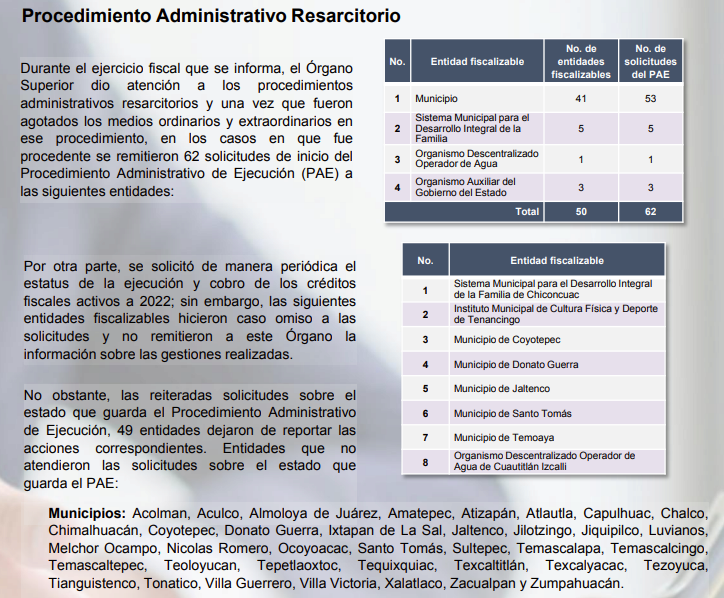 Procedimiento Administrativo Resarcitorio
Durante el ejercicio fiscal que se informa, el Órgano
Superior dio atención a los procedimientos
administrativos resarcitorios y una vez que fueron
agotados los medios ordinarios y extraordinarios en
ese procedimiento, en los casos en que fue
procedente se remitieron 62 solicitudes de inicio del
Procedimiento Administrativo de Ejecución (PAE) a
las siguientes entidades:
No. Entidad fiscalizable No. de entidades fiscalizables No. de solicitudes del PAE
1 Municipio 41 53
2 Sistema Municipal para el Desarrollo Integral de la Familia 5 5
3 Organismo Descentralizado Operador de Agua 1 1
4 Organismo Auxiliar del Gobierno del Estado 3 3
Total 50 62
Por otra parte, se solicitó de manera periódica el
estatus de la ejecución y cobro de los créditos
fiscales activos a 2022; sin embargo, las siguientes
entidades fiscalizables hicieron caso omiso a las
solicitudes y no remitieron a este Órgano la
información sobre las gestiones realizadas.
No obstante, las reiteradas solicitudes sobre el
estado que guarda el Procedimiento Administrativo
de Ejecución, 49 entidades dejaron de reportar las
acciones correspondientes. Entidades que no
atendieron las solicitudes sobre el estado que
guarda el PAE:
No. Entidad fiscalizable
1 Sistema Municipal para el Desarrollo Integral de la Familia de Chiconcuac
2 Instituto Municipal de Cultura Física y Deporte de Tenancingo
3 Municipio de Coyotepec
4 Municipio de Donato Guerra
5 Municipio de Jaltenco
6 Municipio de Santo Tomás
7 Municipio de Temoaya
8 Organismo Descentralizado Operador de Agua de Cuautitlán Izcalli
Municipios: Acolman, Aculco, Almoloya de Juárez, Amatepec, Atizapán, Atlautla, Capulhuac, Chalco,
Chimalhuacán, Coyotepec, Donato Guerra, Ixtapan de La Sal, Jaltenco, Jilotzingo, Jiquipilco, Luvianos,
Melchor Ocampo, Nicolas Romero, Ocoyoacac, Santo Tomás, Sultepec, Temascalapa, Temascalcingo,
Temascaltepec, Teoloyucan, Tepetlaoxtoc, Tequixquiac, Texcaltitlán, Texcalyacac, Tezoyuca,
Tianguistenco, Tonatico, Villa Guerrero, Villa Victoria, Xalatlaco, Zacualpan y Zumpahuacán.